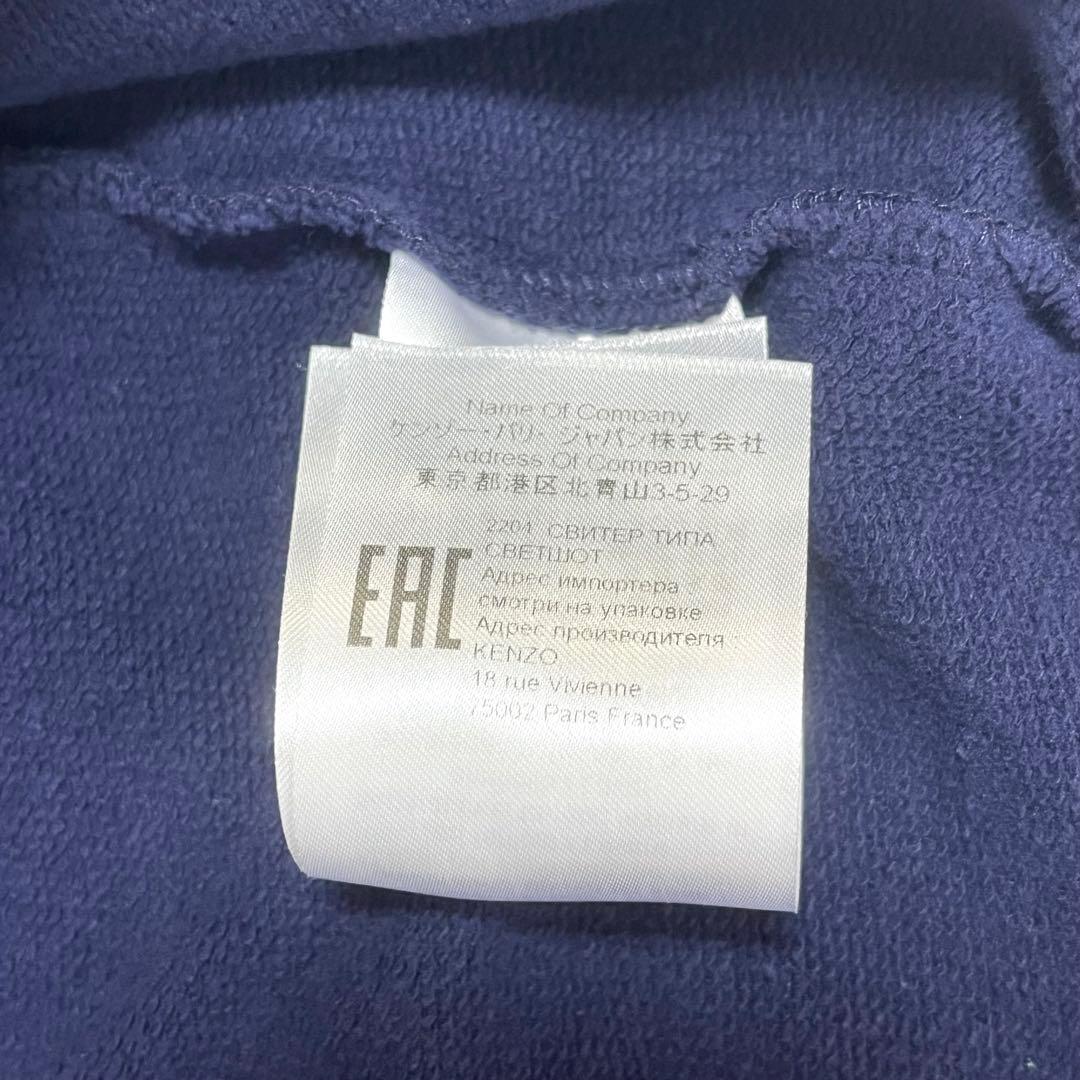 Name Of Company
ケンゾー・パリ・ジャパン株式会社
Address Of Company
東京都港区北青山3-5-29
EAC
2201 СВИТЕР ТИПА
СВЕТШОТ
Адрес импортера :
смотри на упаковке
Адрес производителя :
KENZO
18 rue Vivienne
75002 Paris France